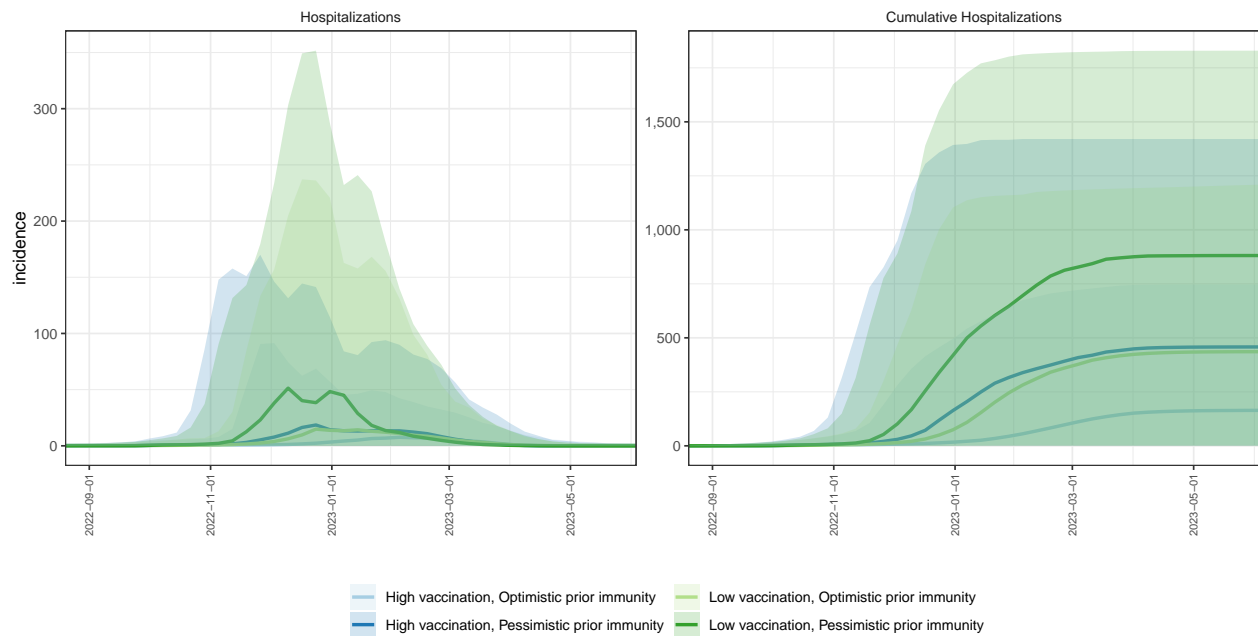 Hospitalizations
Cumulative Hospitalizations
incidence
300
200
100
0
1,500
1,000
500
0
2022−09−01
2022−11−01
2023−01−01
2023−03−01
2023−05−01
2022−09−01
2022−11−01
2023−01−01
2023−03−01
2023−05−01
High vaccination, Optimistic prior immunity
Low vaccination, Optimistic prior immunity
High vaccination, Pessimistic prior immunity
Low vaccination, Pessimistic prior immunity